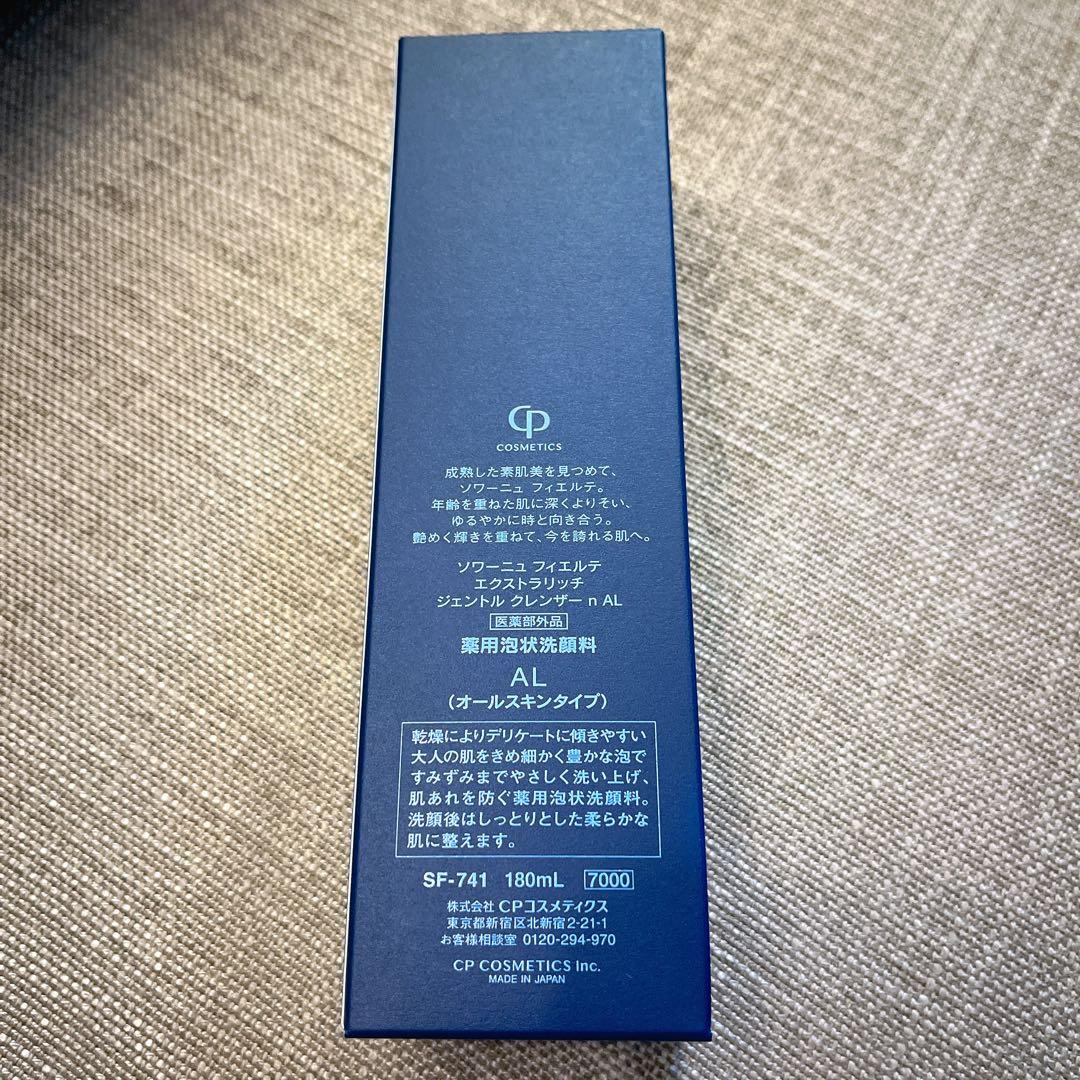 CP
COSMETICS
成熟した素肌美を見つめて、
ソワーニュ フィエルテ。
年齢を重ねた肌に深くよりそい、
ゆるやかに時と向き合う。
艶めく輝きを重ねて、今を誇れる肌へ。
ソワーニュ フィエルテ
エクストラリッチ
ジェントル クレンザー n AL
医薬部外品
薬用泡状洗顔料
AL
(オールスキンタイプ)
乾燥によりデリケートに傾きやすい
大人の肌をきめ細かく豊かな泡で
すみずみまでやさしく洗い上げ、
肌あれを防ぐ薬用泡状洗顔料。
洗顔後はしっとりとした柔らかな
肌に整えます。
SF-741 180mL 7000
株式会社 CPコスメティクス
東京都新宿区北新宿2-21-1
お客様相談室 0120-294-970
CP COSMETICS Inc.
MADE IN JAPAN